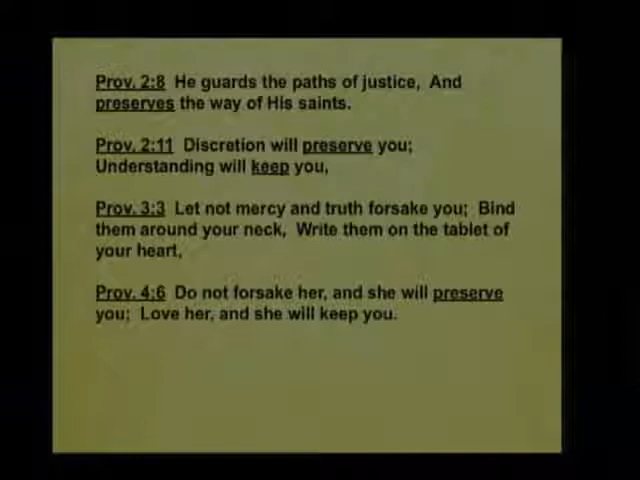 Prov. 2:8 He guards the paths of justice, And
preserves the way of His saints.
Prov. 2:11 Discretion will preserve you;
Understanding will keep you,
Prov. 3:3 Let not mercy and truth forsake you; Bind
them around your neck, Write them on the tablet of
your heart,
Prov. 4:6 Do not forsake her, and she will preserve
you; Love her, and she will keep you.